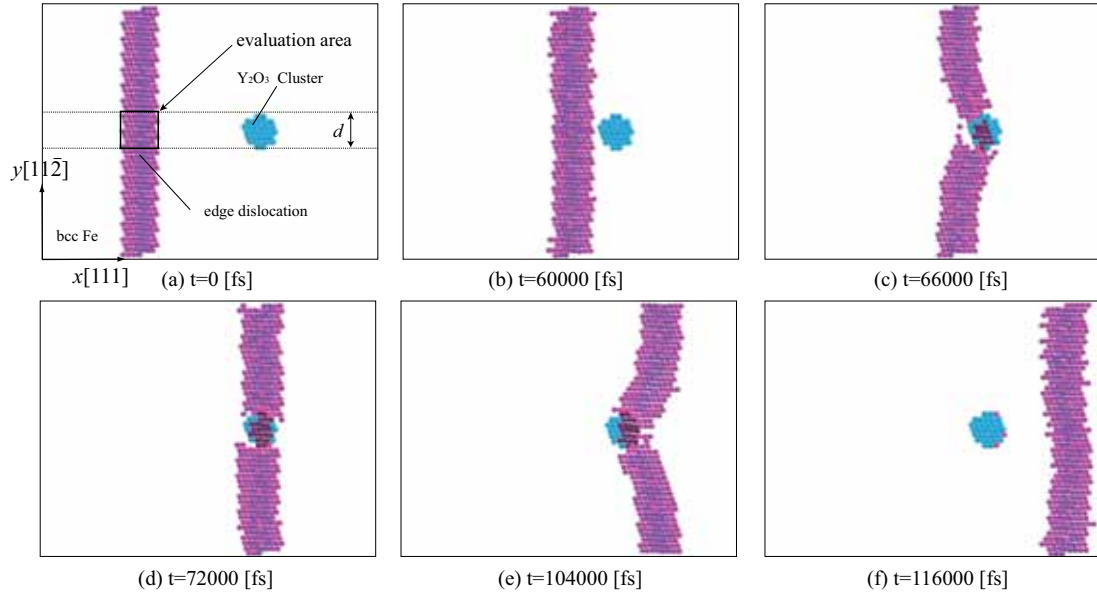 evaluation area
Y₂O₃ Cluster
d
y[112̄]
edge dislocation
bcc Fe
x[111]
(a) t=0 [fs]
(b) t=60000 [fs]
(c) t=66000 [fs]
(d) t=72000 [fs]
(e) t=104000 [fs]
(f) t=116000 [fs]